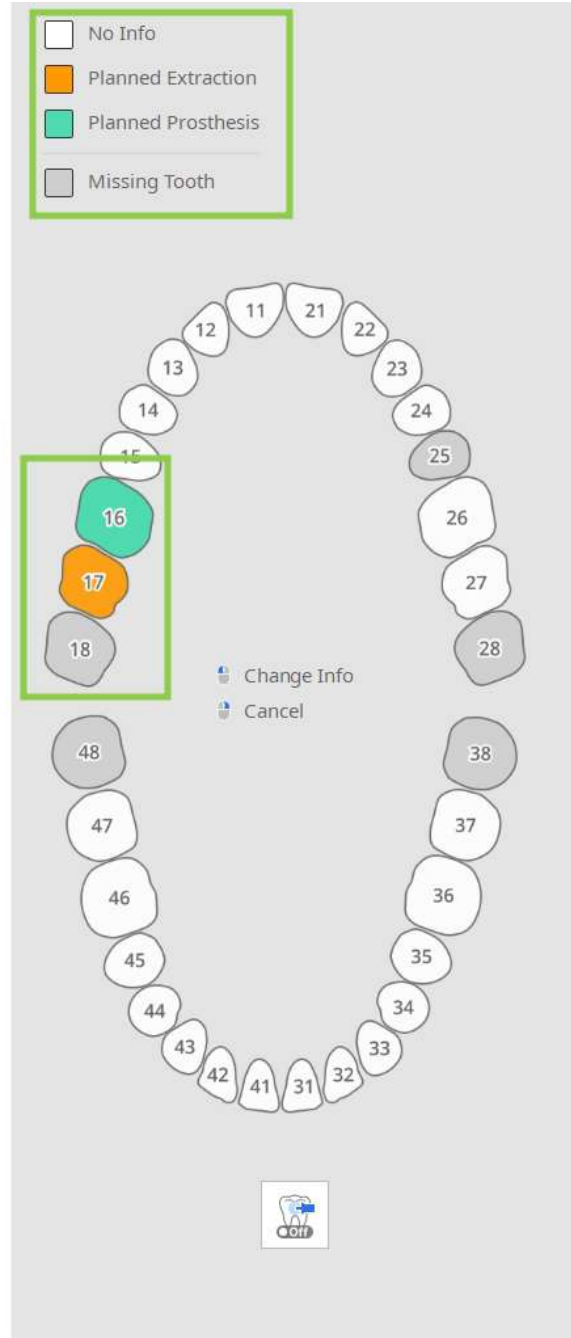 No Info
Planned Extraction
Planned Prosthesis
Missing Tooth
11 21
12 22
13 23
14 24
15 25
16 26
17 27
18 28
Change Info
Cancel
48 38
47 37
46 36
45 35
44 34
43 33
42 41 31 32
Off